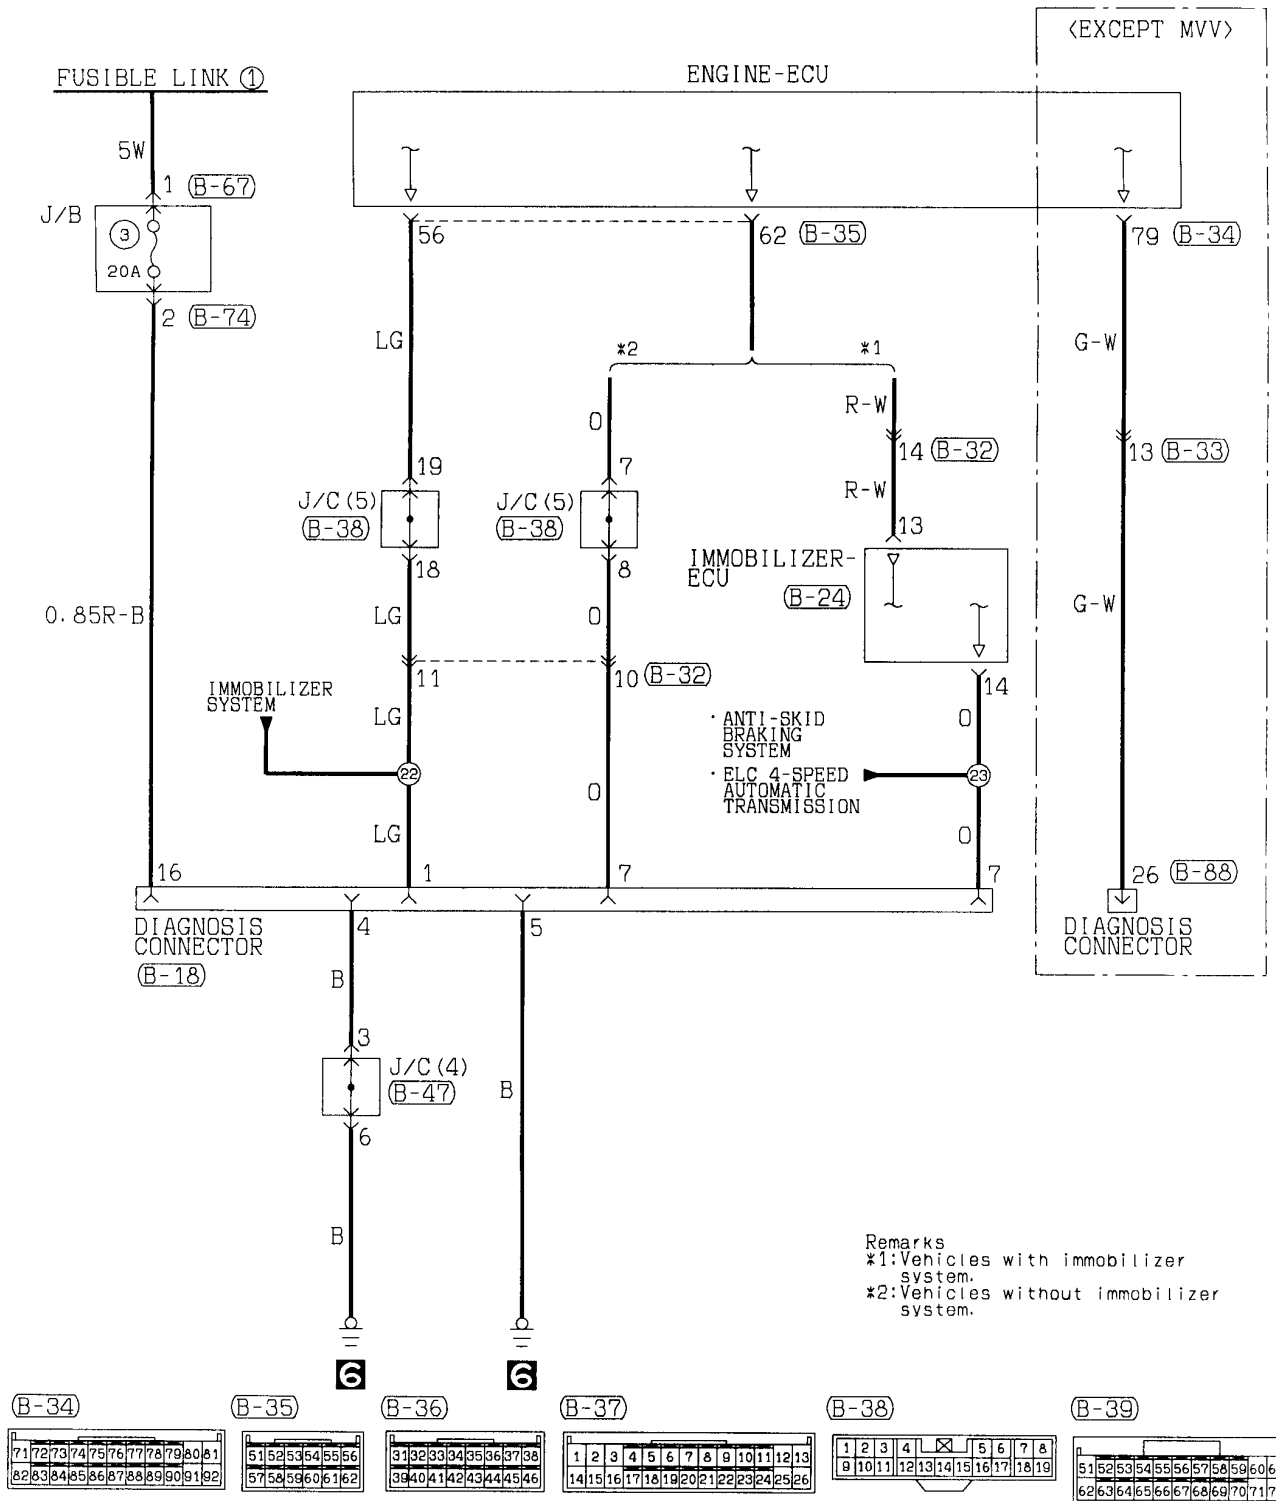 <EXCEPT MVV>
FUSIBLE LINK ①
ENGINE-ECU
5W
1 B-67
J/B
3
20A
2 B-74
56
62 B-35
79 B-34
LG
*2
*1
G-W
O
R-W
14 B-32
13 B-33
19
7
R-W
J/C(5)
B-38
J/C(5)
B-38
13
18
8
IMMOBILIZER-
ECU
B-24
0.85R-B
LG
O
G-W
11
10 B-32
14
IMMOBILIZER
SYSTEM
LG
・ANTI-SKID
BRAKING
SYSTEM
O
22
・ELC 4-SPEED
AUTOMATIC
TRANSMISSION
23
O
LG
O
16
1
7
7
26 B-88
DIAGNOSIS
CONNECTOR
B-18
4
5
DIAGNOSIS
CONNECTOR
B
3
J/C(4)
B-47
B
6
B
Remarks
*1:Vehicles with immobilizer
system.
*2:Vehicles without immobilizer
system.
6
6
B-34
71 72 73 74 75 76 77 78 79 80 81
82 83 84 85 86 87 88 89 90 91 92
B-35
51 52 53 54 55 56
57 58 59 60 61 62
B-36
31 32 33 34 35 36 37 38
39 40 41 42 43 44 45 46
B-37
1 2 3 4 5 6 7 8 9 10 11 12 13
14 15 16 17 18 19 20 21 22 23 24 25 26
B-38
1 2 3 4 5 6 7 8
9 10 11 12 13 14 15 16 17 18 19
B-39
51 52 53 54 55 56 57 58 59 60
62 63 64 65 66 67 68 69 70 71